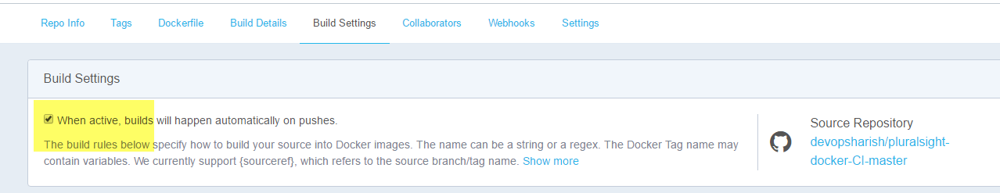 Repo Info Tags Dockerfile Build Details Build Settings Collaborators Webhooks Settings
Build Settings
When active, builds will happen automatically on pushes.
The build rules below specify how to build your source into Docker images. The name can be a string or a regex. The Docker Tag name may
contain variables. We currently support {sourceref}, which refers to the source branch/tag name. Show more
Source Repository
devopsharish/pluralsight-
docker-CI-master